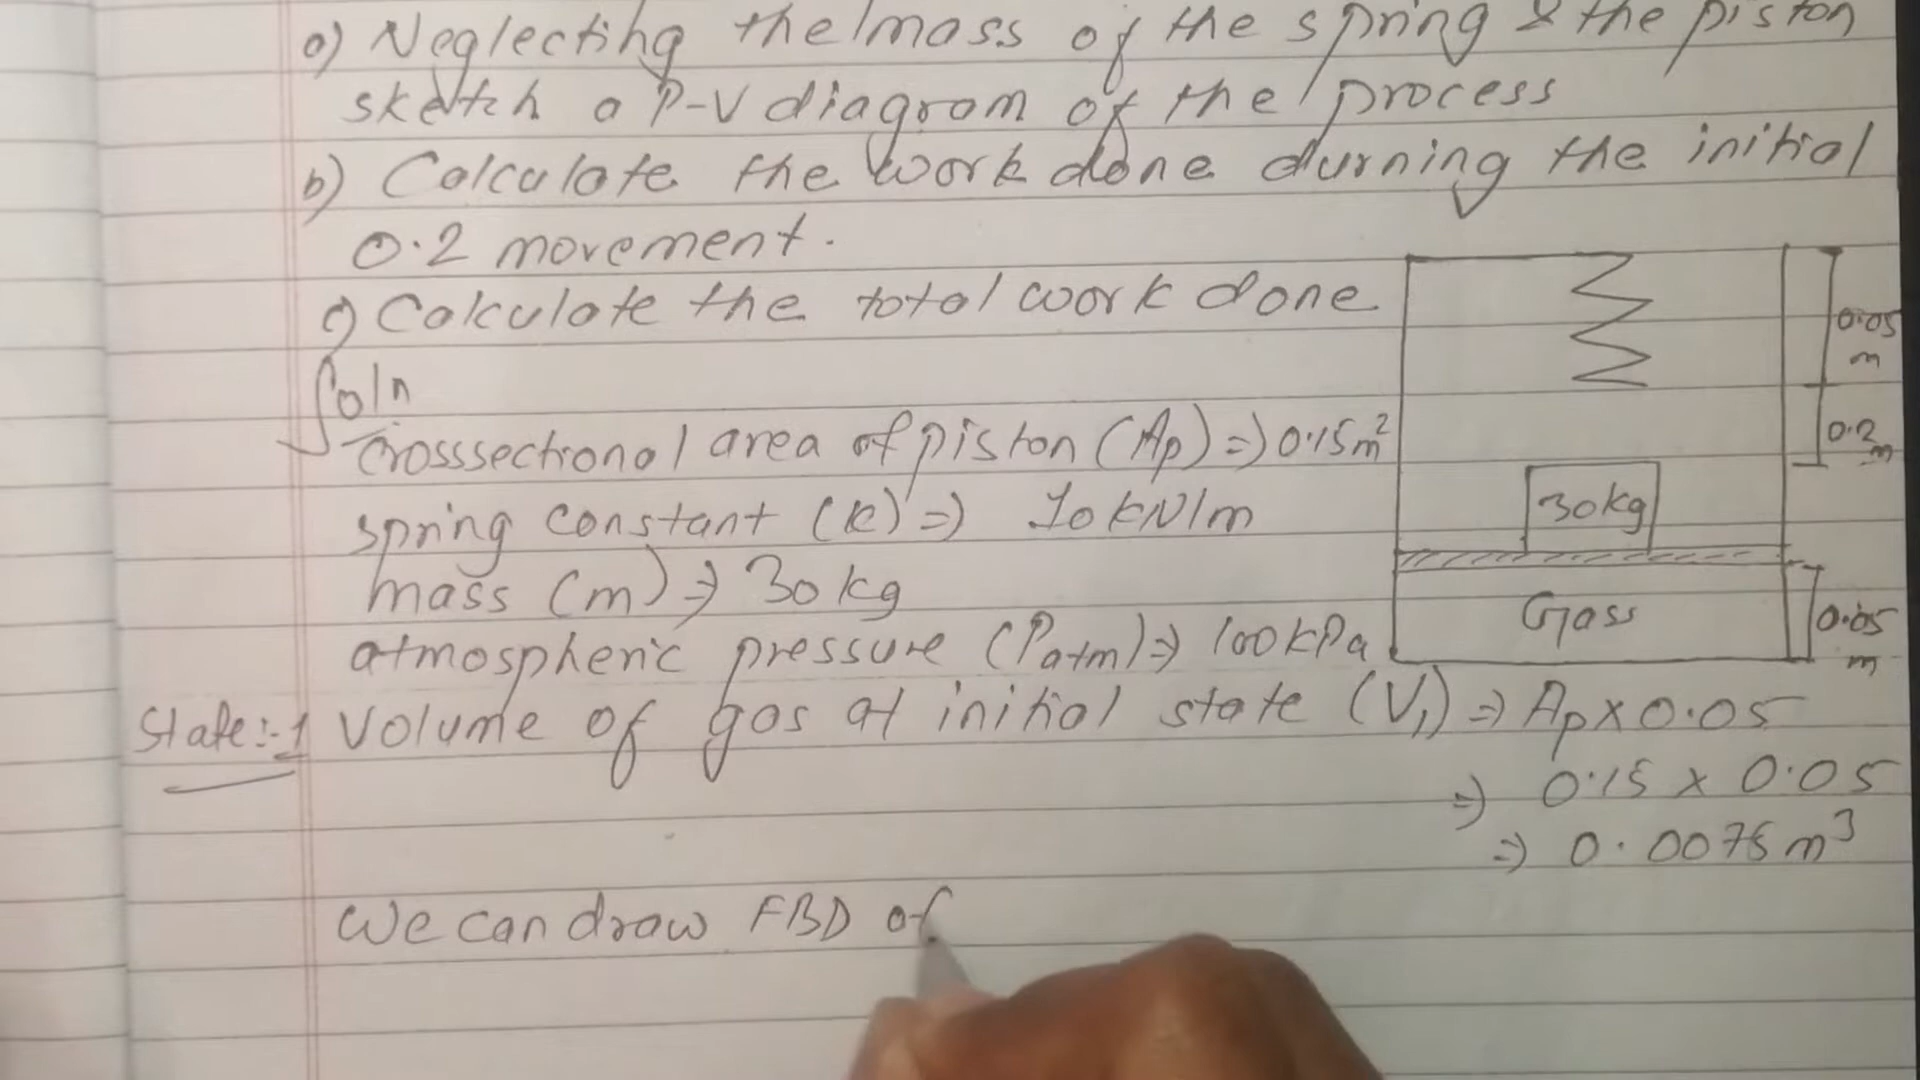 a) Neglecting the mass of the spring & the piston
sketch a P-V diagram of the process
b) Calculate the work done durning the initial
0.2 movement.
c) Calculate the total work done
Soln
crosssectional area of piston (Ap) => 0.15m²
spring constant (k) => 10kN/m
mass (m) => 30kg
atmospheric pressure (Patm) => 100kPa
State:-1 Volume of gas at initial state (V₁) => Ap x 0.05
=> 0.15 x 0.05
=> 0.0075m³
We can draw FBD of
0.05
m
0.2
m
30kg
Gass
0.05
m